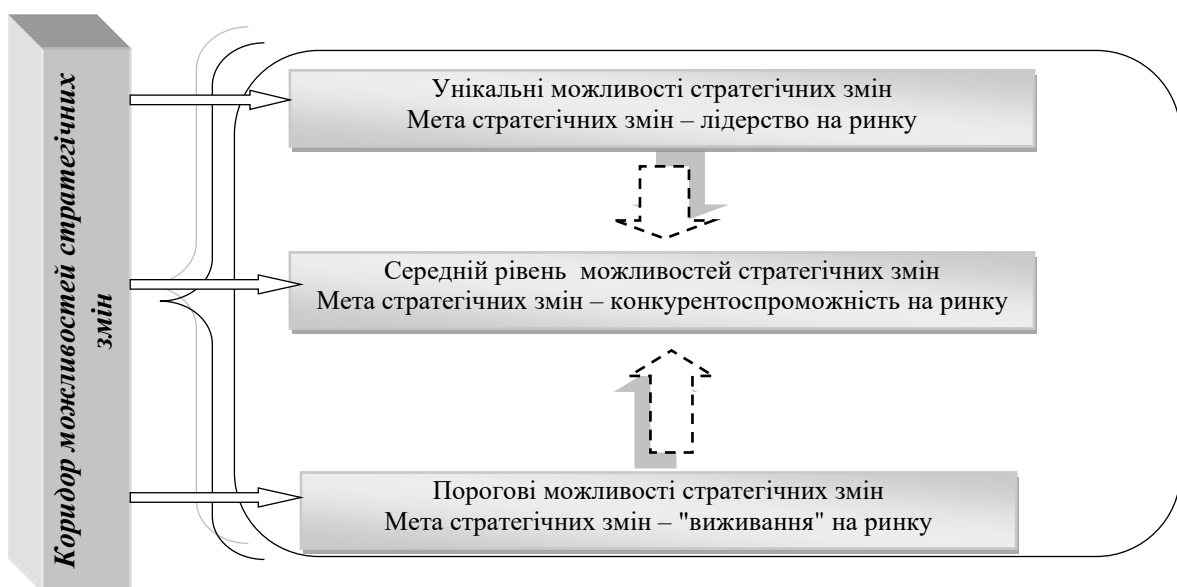 Коридор можливостей стратегічних
змін
Унікальні можливості стратегічних змін
Мета стратегічних змін – лідерство на ринку
Середній рівень можливостей стратегічних змін
Мета стратегічних змін – конкурентоспроможність на ринку
Порогові можливості стратегічних змін
Мета стратегічних змін – "виживання" на ринку